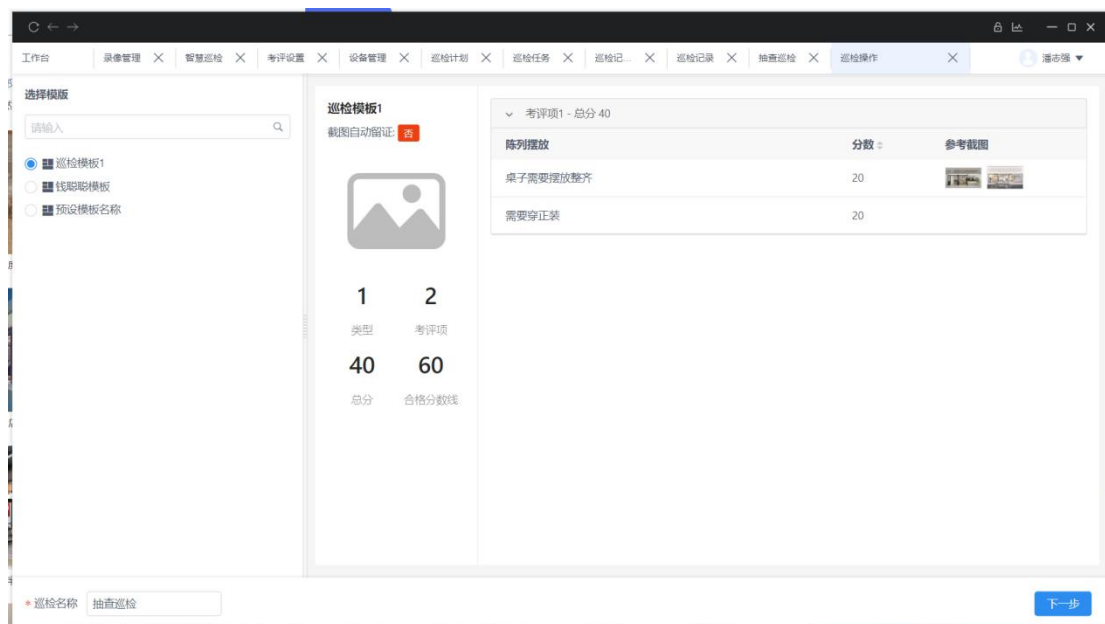 工作台 录像管理 智慧巡检 考评设置 设备管理 巡检计划 巡检任务 巡检记... 巡检记录 抽查巡检 巡检操作 潘志强
选择模版
请输入
巡检模板1
钱聪聪模板
预设模板名称
巡检模板1
截图自动留证: 否
1 2
类型 考评项
40 60
总分 合格分数线
考评项1 - 总分 40
陈列摆放 分数 参考截图
桌子需要摆放整齐 20
需要穿正装 20
* 巡检名称 抽查巡检
下一步